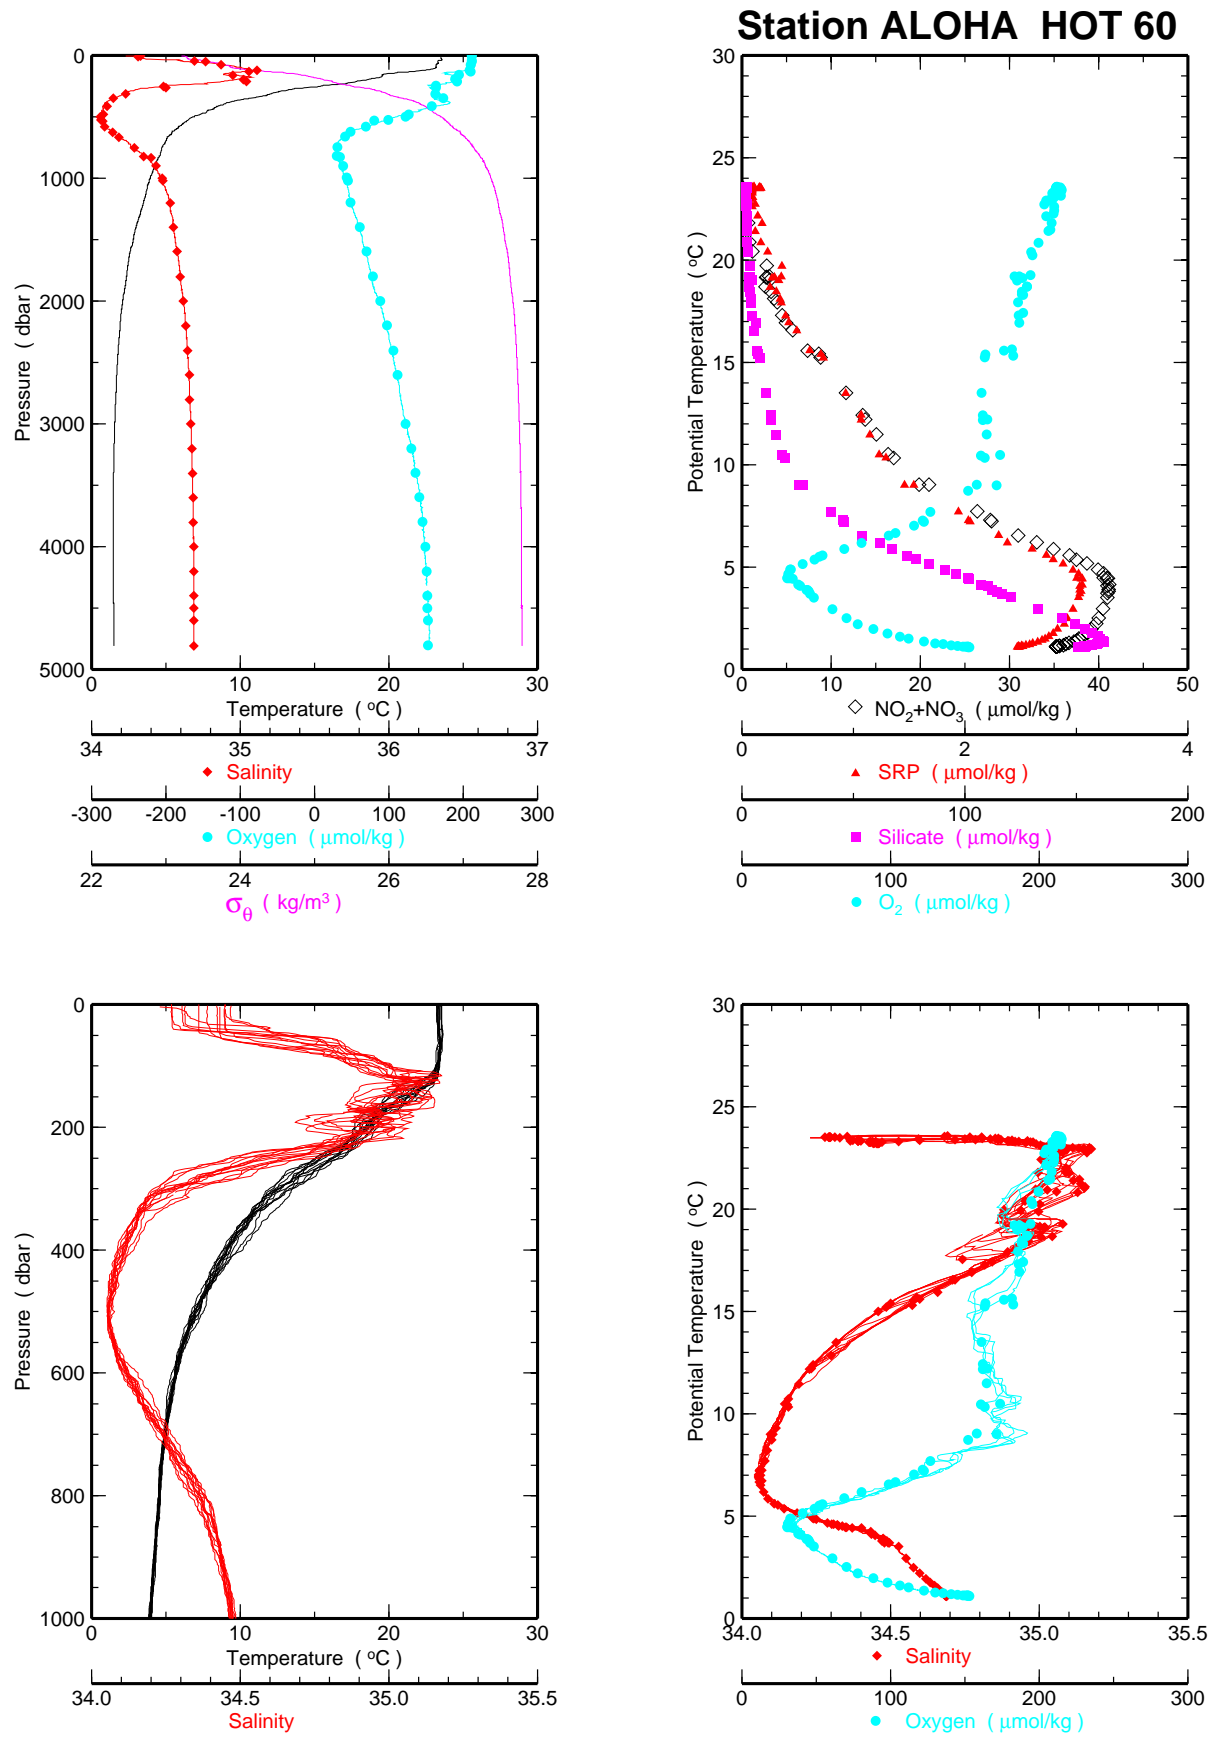 Station ALOHA HOT 60
0
1000
2000
3000
4000
5000
Pressure ( dbar )
0 10 20 30
Temperature ( °C )
34 35 36 37
Salinity
-300 -200 -100 0 100 200 300
Oxygen ( μmol/kg )
22 23 24 25 26 27 28
σθ ( kg/m³ )
30
25
20
15
10
5
0
Potential Temperature ( °C )
0 10 20 30 40 50
NO₂+NO₃ ( μmol/kg )
0 2 4
SRP ( μmol/kg )
0 50 100 150 200
Silicate ( μmol/kg )
0 100 200 300
O₂ ( μmol/kg )
0
200
400
600
800
1000
Pressure ( dbar )
0 10 20 30
Temperature ( °C )
34.0 34.5 35.0 35.5
Salinity
30
25
20
15
10
5
0
Potential Temperature ( °C )
34.0 34.5 35.0 35.5
Salinity
0 100 200 300
Oxygen ( μmol/kg )